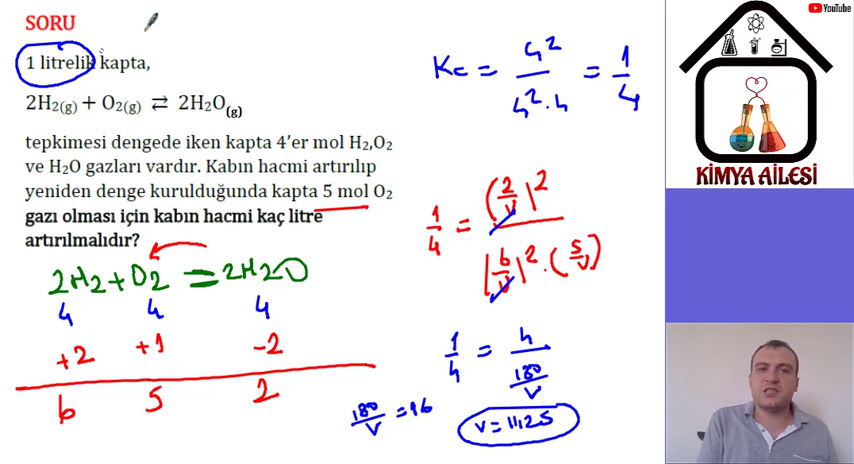 SORU
1 litrelik kapta,
2H₂(g) + O₂(g) ⇄ 2H₂O(g)
tepkimesi dengede iken kapta 4'er mol H₂,O₂
ve H₂O gazları vardır. Kabın hacmi artırılıp
yeniden denge kurulduğunda kapta 5 mol O₂
gazı olması için kabın hacmi kaç litre
artırılmalıdır?
2H2 + O2 = 2H2O
4 4 4
+2 +1 -2
6 5 2
Kc = 4²/4².4 = 1/4
1/4 = (2/V)²/(6/V)².(5/V)
1/4 = 4/(180/V)
180/V = 16
V = 11,25
YouTube
KİMYA AİLESİ